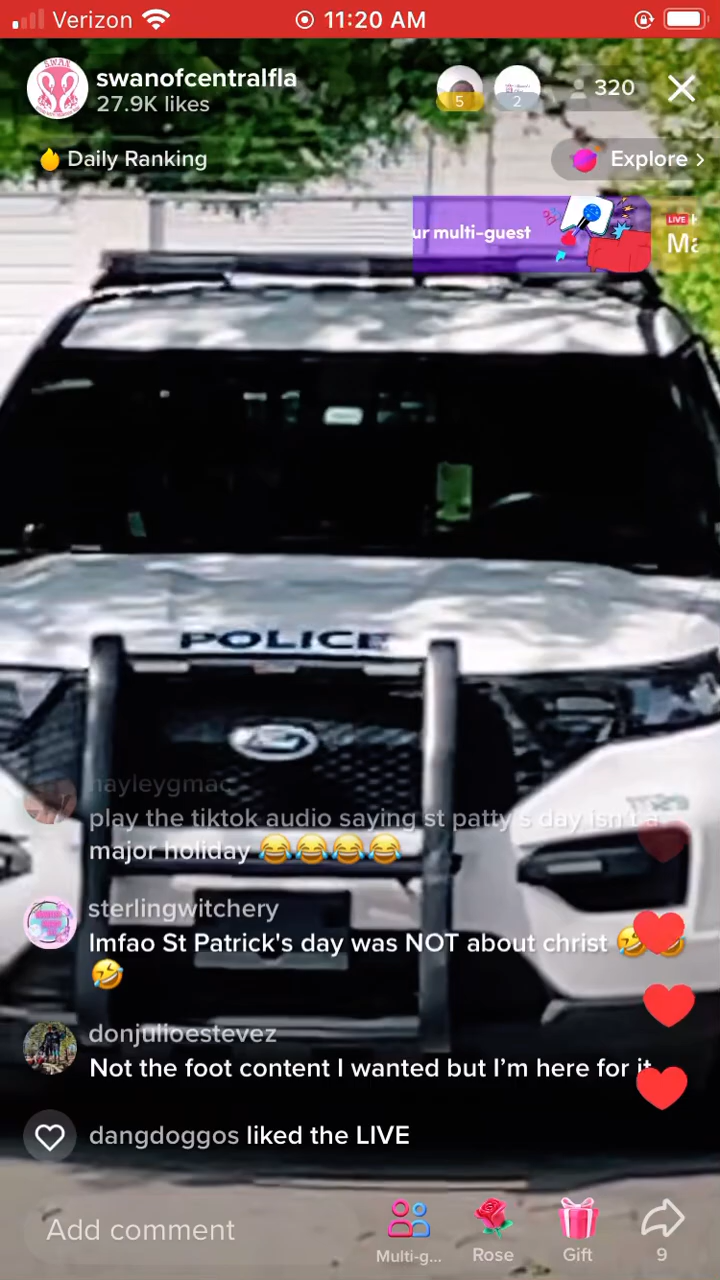 Verizon
11:20 AM
swanofcentralfla
27.9K likes
5
2
320
Daily Ranking
Explore >
ur multi-guest
LIVE
Ma
POLICE
hayleygmac
play the tiktok audio saying st patty's day isn't a
major holiday 😂😂😂😂
sterlingwitchery
lmfao St Patrick's day was NOT about christ 🤣🤣
🤣
donjulioestevez
Not the foot content I wanted but I'm here for it
dangdoggos liked the LIVE
Add comment
Multi-g...
Rose
Gift
9